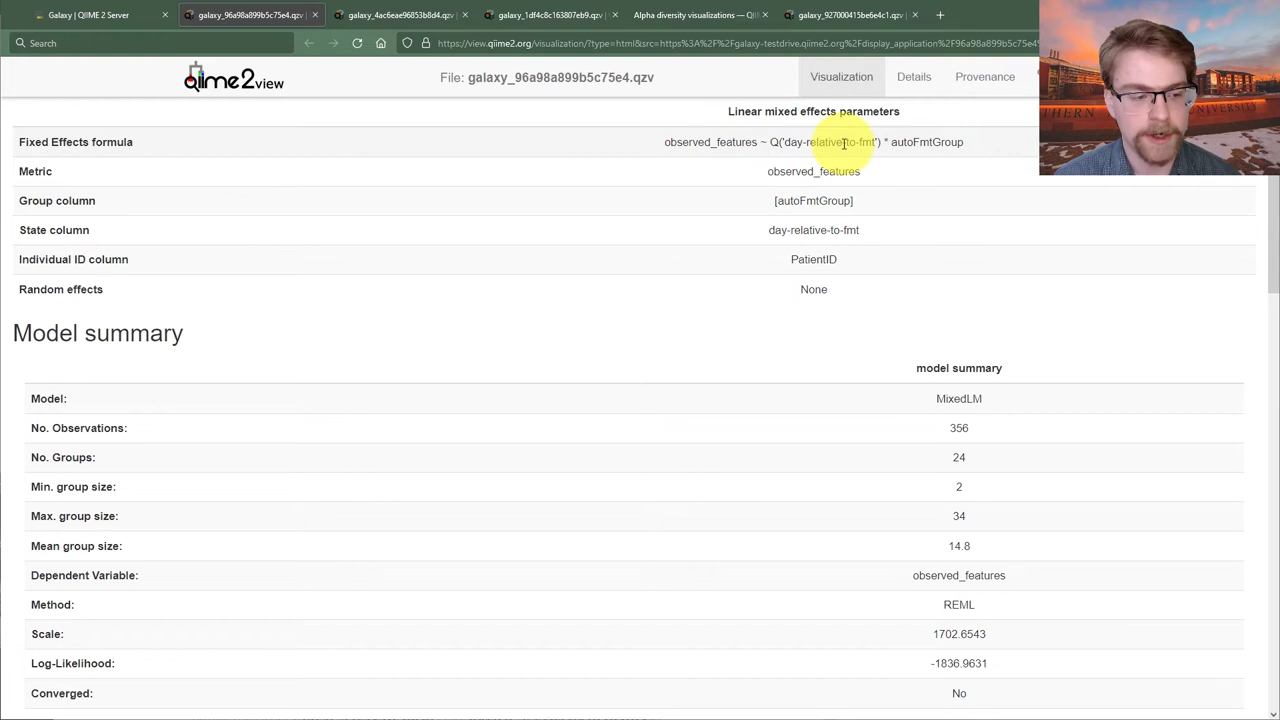 Galaxy | QIIME 2 Server
galaxy_96a98a899b5c75e4.qzv
galaxy_4ac6eae96853b8d4.qzv
galaxy_1df4c8c163807eb9.qzv
Alpha diversity visualizations — QII
galaxy_927000415be6e4c1.qzv
Search
https://view.qiime2.org/visualization/?type=html&src=https%3A%2F%2Fgalaxy-testdrive.qiime2.org%2Fdisplay_application%2F96a98a899b5c75e4
qiime2view
File: galaxy_96a98a899b5c75e4.qzv
Visualization
Details
Provenance
Linear mixed effects parameters
Fixed Effects formula observed_features ~ Q('day-relative-to-fmt') * autoFmtGroup
Metric observed_features
Group column [autoFmtGroup]
State column day-relative-to-fmt
Individual ID column PatientID
Random effects None
Model summary
model summary
Model: MixedLM
No. Observations: 356
No. Groups: 24
Min. group size: 2
Max. group size: 34
Mean group size: 14.8
Dependent Variable: observed_features
Method: REML
Scale: 1702.6543
Log-Likelihood: -1836.9631
Converged: No